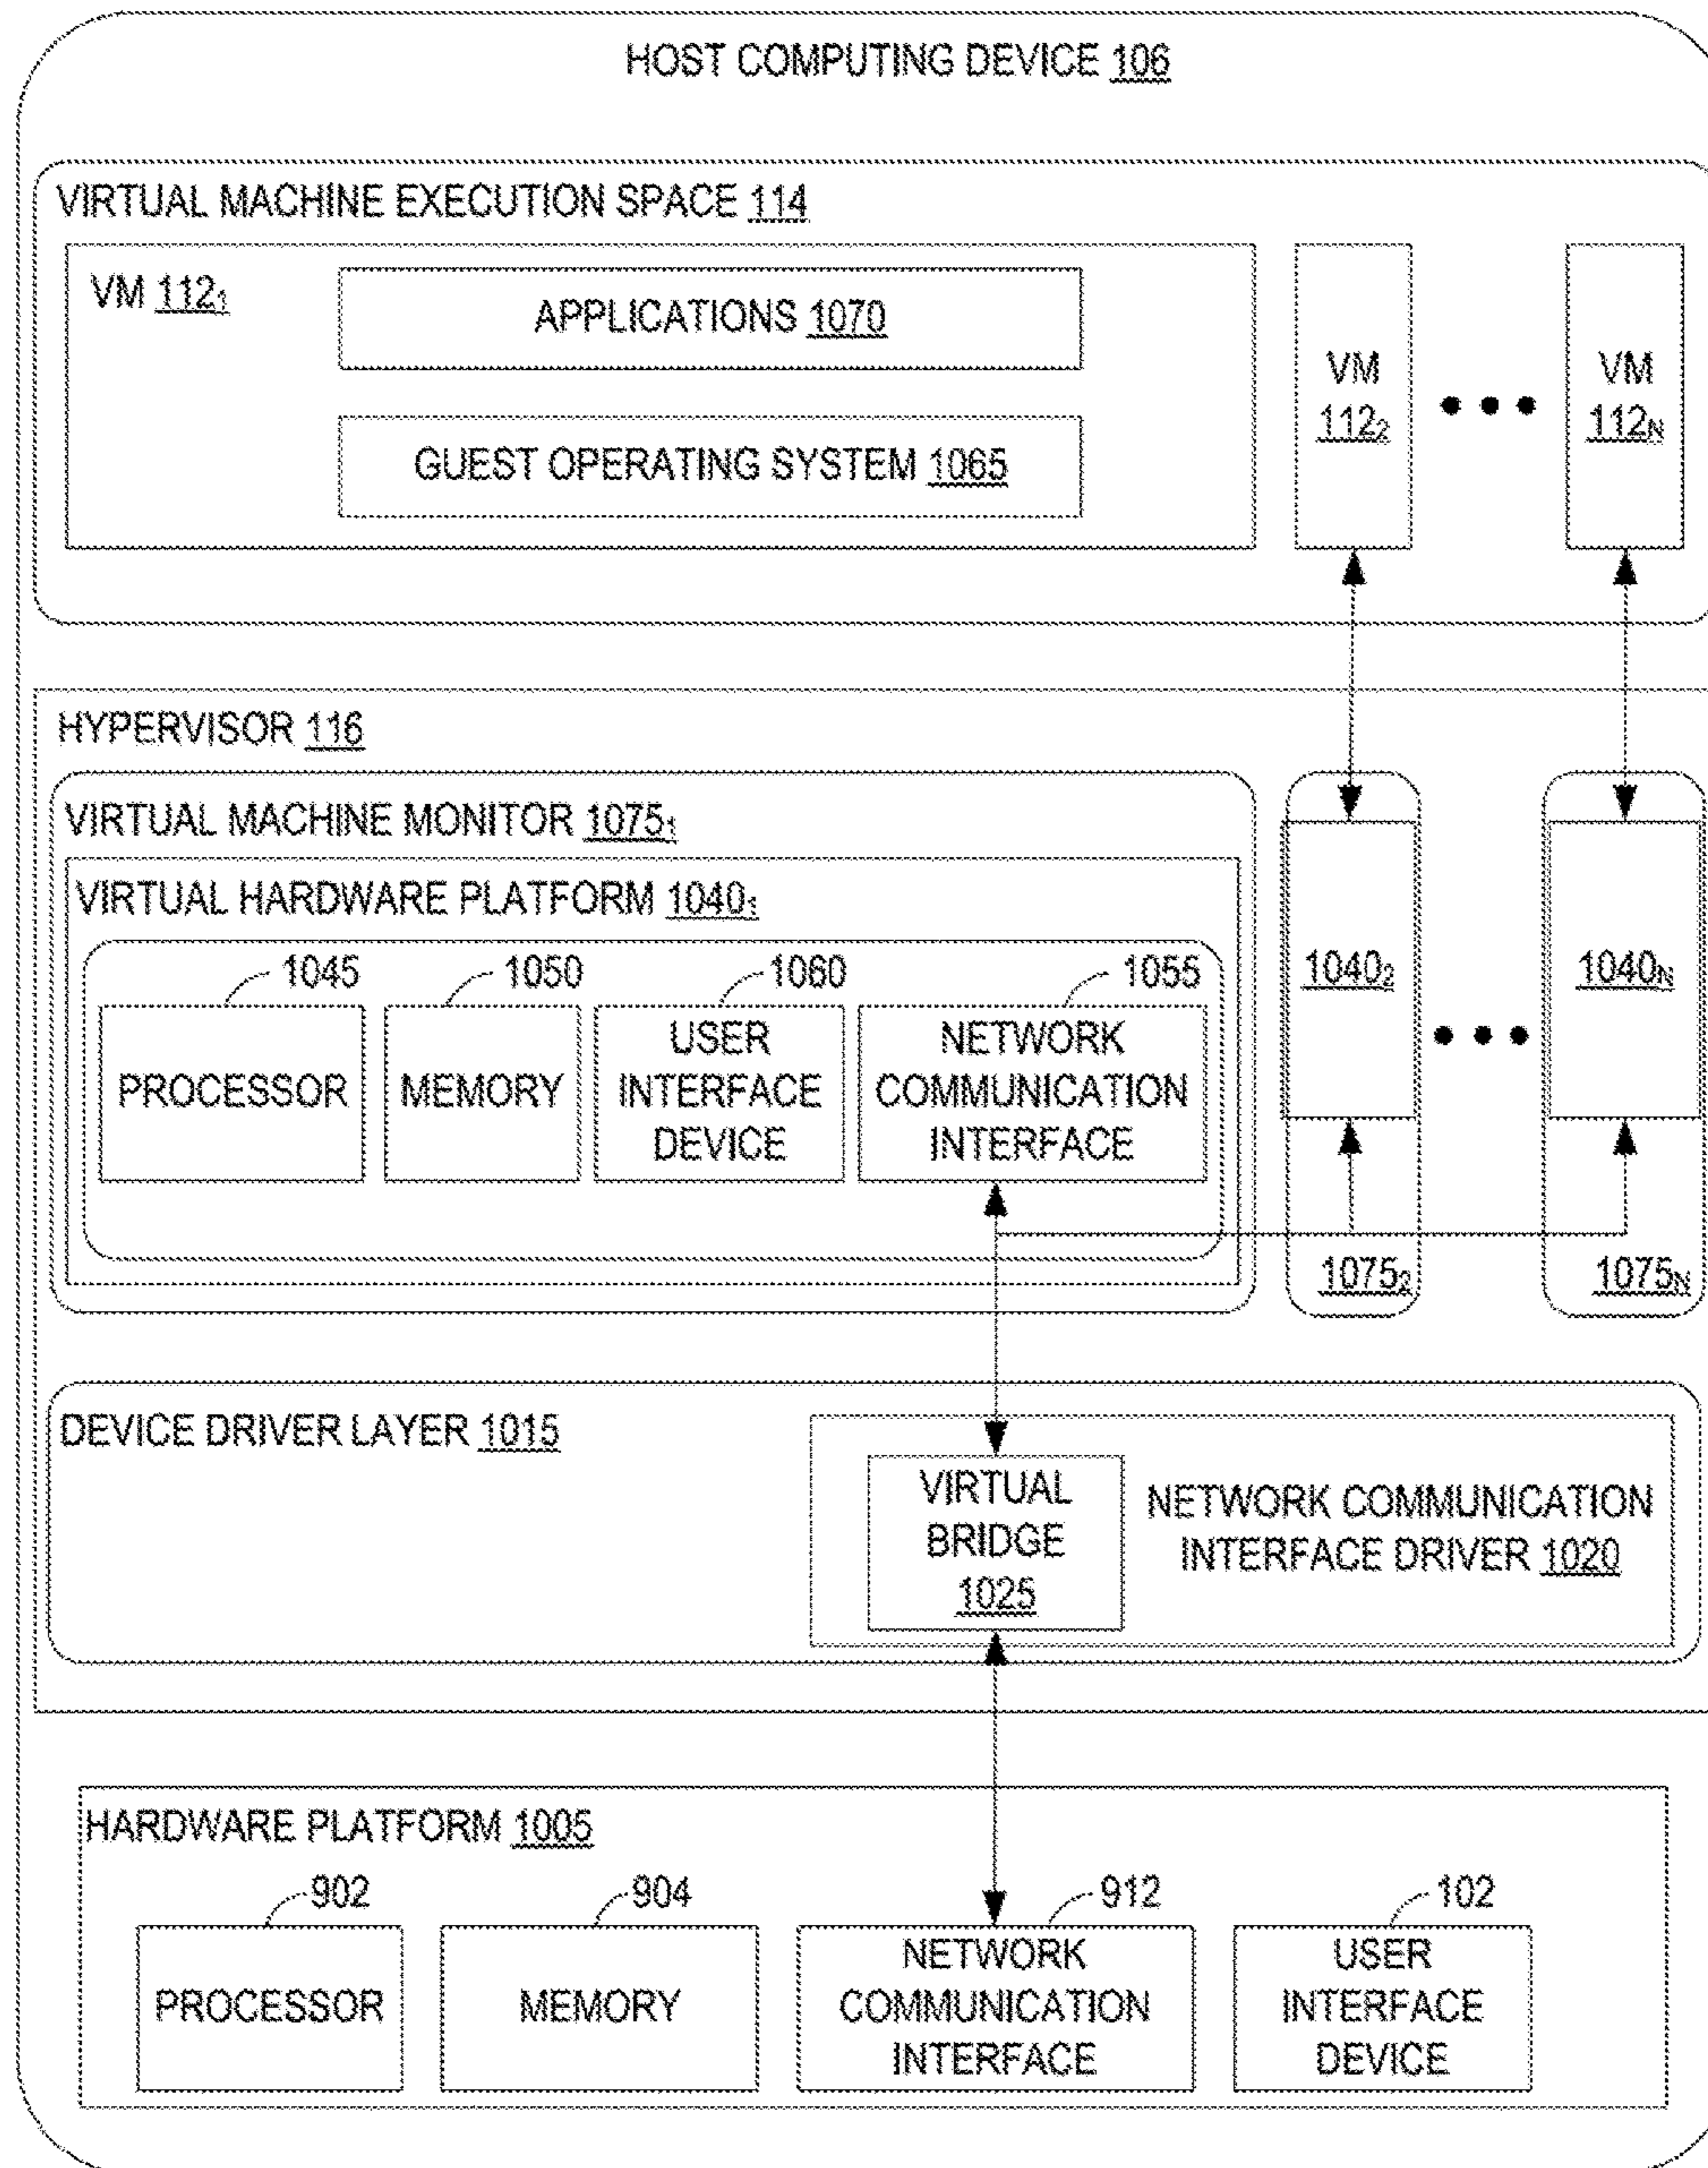 HOST COMPUTING DEVICE 106
VIRTUAL MACHINE EXECUTION SPACE 114
VM 112₁
APPLICATIONS 1070
GUEST OPERATING SYSTEM 1065
VM
112₂
VM
112N
HYPERVISOR 116
VIRTUAL MACHINE MONITOR 1075₁
VIRTUAL HARDWARE PLATFORM 1040₁
1045
1050
1060
1055
PROCESSOR
MEMORY
USER
INTERFACE
DEVICE
NETWORK
COMMUNICATION
INTERFACE
1040₂
1040N
1075₂
1075N
DEVICE DRIVER LAYER 1015
VIRTUAL
BRIDGE
1025
NETWORK COMMUNICATION
INTERFACE DRIVER 1020
HARDWARE PLATFORM 1005
902
904
912
102
PROCESSOR
MEMORY
NETWORK
COMMUNICATION
INTERFACE
USER
INTERFACE
DEVICE